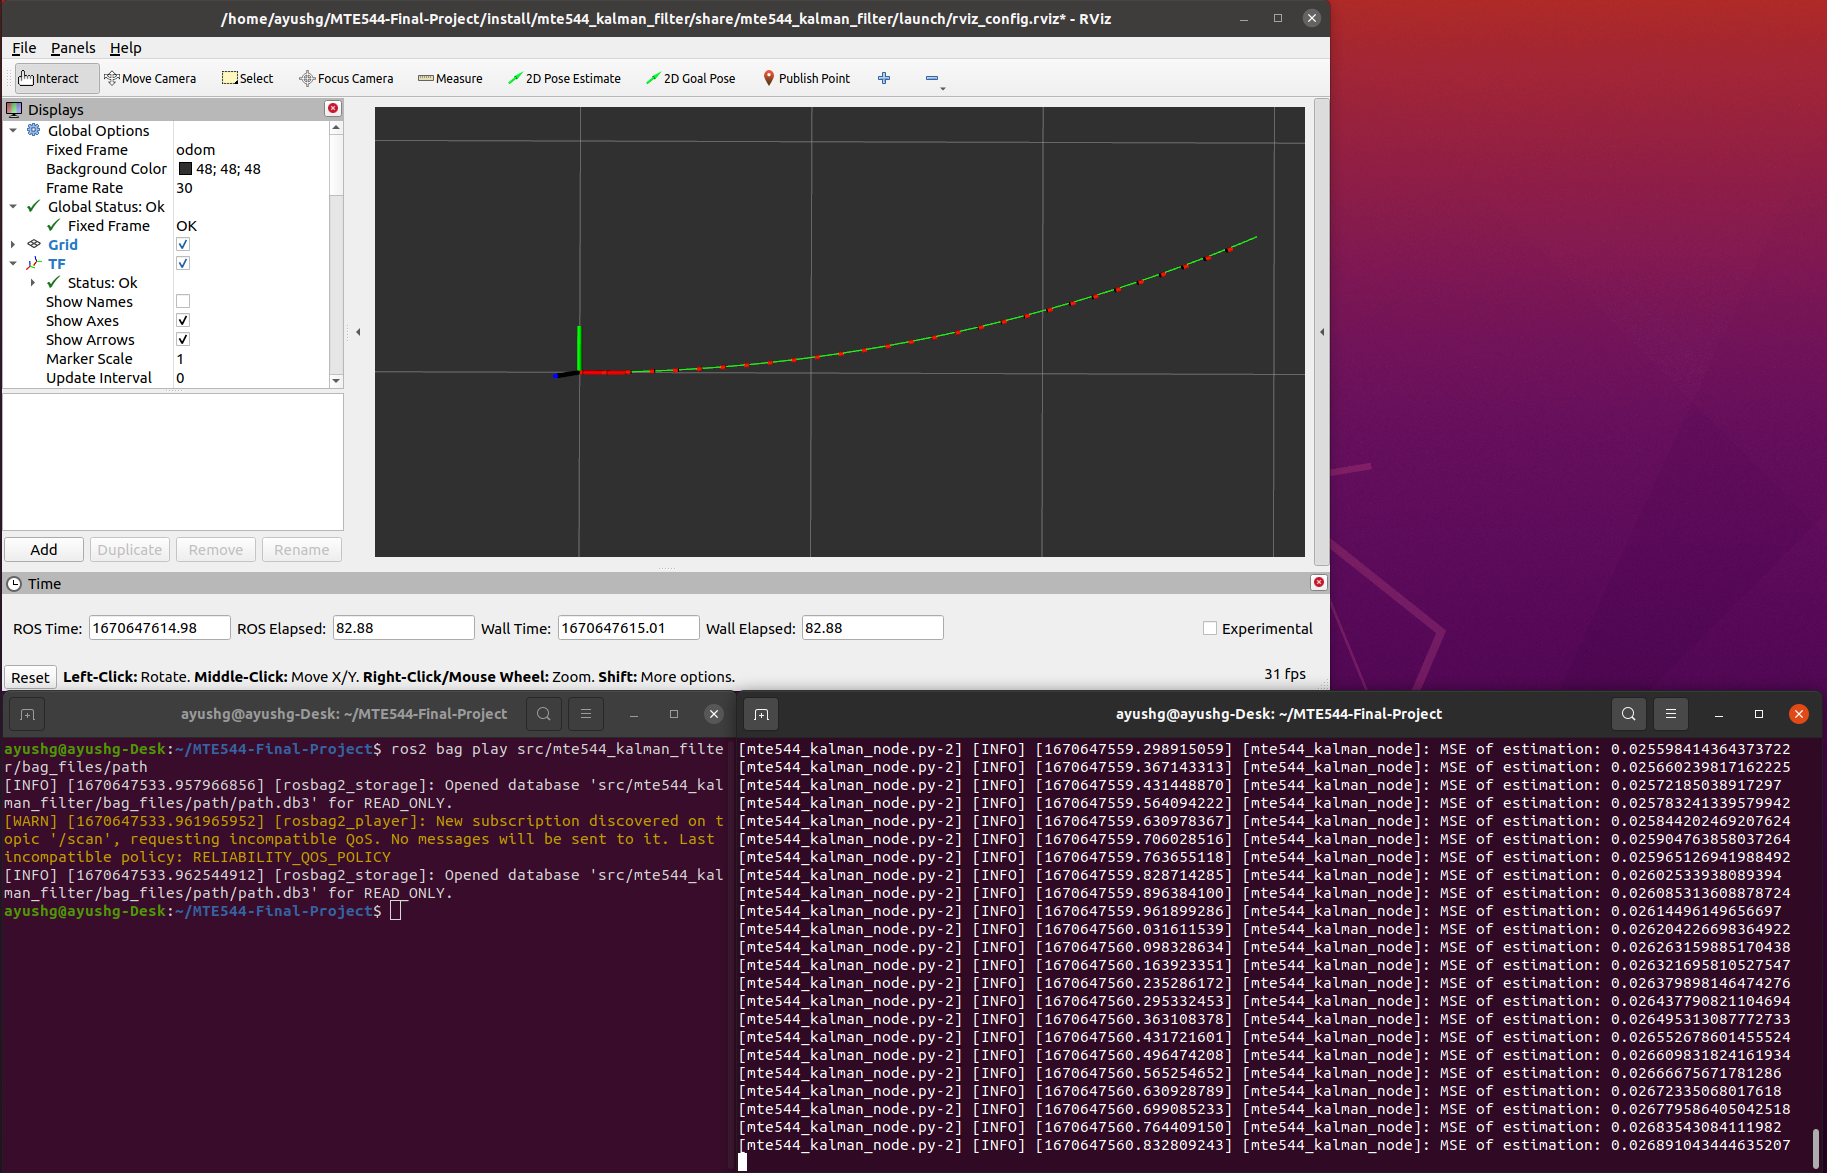 /home/ayushg/MTE544-Final-Project/install/mte544_kalman_filter/share/mte544_kalman_filter/launch/rviz_config.rviz* - RViz
File Panels Help
Interact Move Camera Select Focus Camera Measure 2D Pose Estimate 2D Goal Pose Publish Point
Displays
Global Options
Fixed Frame odom
Background Color 48; 48; 48
Frame Rate 30
Global Status: Ok
Fixed Frame OK
Grid
TF
Status: Ok
Show Names
Show Axes
Show Arrows
Marker Scale 1
Update Interval 0
Add Duplicate Remove Rename
Time
ROS Time: 1670647614.98 ROS Elapsed: 82.88 Wall Time: 1670647615.01 Wall Elapsed: 82.88 Experimental
Reset Left-Click: Rotate. Middle-Click: Move X/Y. Right-Click/Mouse Wheel: Zoom. Shift: More options. 31 fps
ayushg@ayushg-Desk: ~/MTE544-Final-Project
ayushg@ayushg-Desk:~/MTE544-Final-Project$ ros2 bag play src/mte544_kalman_filte
r/bag_files/path
[INFO] [1670647533.957966856] [rosbag2_storage]: Opened database 'src/mte544_kal
man_filter/bag_files/path/path.db3' for READ_ONLY.
[WARN] [1670647533.961965952] [rosbag2_player]: New subscription discovered on t
opic '/scan', requesting incompatible QoS. No messages will be sent to it. Last
incompatible policy: RELIABILITY_QOS_POLICY
[INFO] [1670647533.962544912] [rosbag2_storage]: Opened database 'src/mte544_kal
man_filter/bag_files/path/path.db3' for READ_ONLY.
ayushg@ayushg-Desk:~/MTE544-Final-Project$
ayushg@ayushg-Desk: ~/MTE544-Final-Project
[mte544_kalman_node.py-2] [INFO] [1670647559.298915059] [mte544_kalman_node]: MSE of estimation: 0.025598414364373722
[mte544_kalman_node.py-2] [INFO] [1670647559.367143313] [mte544_kalman_node]: MSE of estimation: 0.025660239817162225
[mte544_kalman_node.py-2] [INFO] [1670647559.431448870] [mte544_kalman_node]: MSE of estimation: 0.02572185038917297
[mte544_kalman_node.py-2] [INFO] [1670647559.564094222] [mte544_kalman_node]: MSE of estimation: 0.025783241339579942
[mte544_kalman_node.py-2] [INFO] [1670647559.630978367] [mte544_kalman_node]: MSE of estimation: 0.025844202469207624
[mte544_kalman_node.py-2] [INFO] [1670647559.706028516] [mte544_kalman_node]: MSE of estimation: 0.025904763858037264
[mte544_kalman_node.py-2] [INFO] [1670647559.763655118] [mte544_kalman_node]: MSE of estimation: 0.025965126941988492
[mte544_kalman_node.py-2] [INFO] [1670647559.828714285] [mte544_kalman_node]: MSE of estimation: 0.02602533938089394
[mte544_kalman_node.py-2] [INFO] [1670647559.896384100] [mte544_kalman_node]: MSE of estimation: 0.026085313608878724
[mte544_kalman_node.py-2] [INFO] [1670647559.961899286] [mte544_kalman_node]: MSE of estimation: 0.02614496149656697
[mte544_kalman_node.py-2] [INFO] [1670647560.031611539] [mte544_kalman_node]: MSE of estimation: 0.026204226698364922
[mte544_kalman_node.py-2] [INFO] [1670647560.098328634] [mte544_kalman_node]: MSE of estimation: 0.026263159885170438
[mte544_kalman_node.py-2] [INFO] [1670647560.163923351] [mte544_kalman_node]: MSE of estimation: 0.026321695810527547
[mte544_kalman_node.py-2] [INFO] [1670647560.235286172] [mte544_kalman_node]: MSE of estimation: 0.026379898146474276
[mte544_kalman_node.py-2] [INFO] [1670647560.295332453] [mte544_kalman_node]: MSE of estimation: 0.026437790821104694
[mte544_kalman_node.py-2] [INFO] [1670647560.363108378] [mte544_kalman_node]: MSE of estimation: 0.026495313087772733
[mte544_kalman_node.py-2] [INFO] [1670647560.431721601] [mte544_kalman_node]: MSE of estimation: 0.026552678601455524
[mte544_kalman_node.py-2] [INFO] [1670647560.496474208] [mte544_kalman_node]: MSE of estimation: 0.026609831824161934
[mte544_kalman_node.py-2] [INFO] [1670647560.565254652] [mte544_kalman_node]: MSE of estimation: 0.02666675671781286
[mte544_kalman_node.py-2] [INFO] [1670647560.630928789] [mte544_kalman_node]: MSE of estimation: 0.02672335068017618
[mte544_kalman_node.py-2] [INFO] [1670647560.699085233] [mte544_kalman_node]: MSE of estimation: 0.026779586405042518
[mte544_kalman_node.py-2] [INFO] [1670647560.764409150] [mte544_kalman_node]: MSE of estimation: 0.02683543084111982
[mte544_kalman_node.py-2] [INFO] [1670647560.832809243] [mte544_kalman_node]: MSE of estimation: 0.026891043444635207